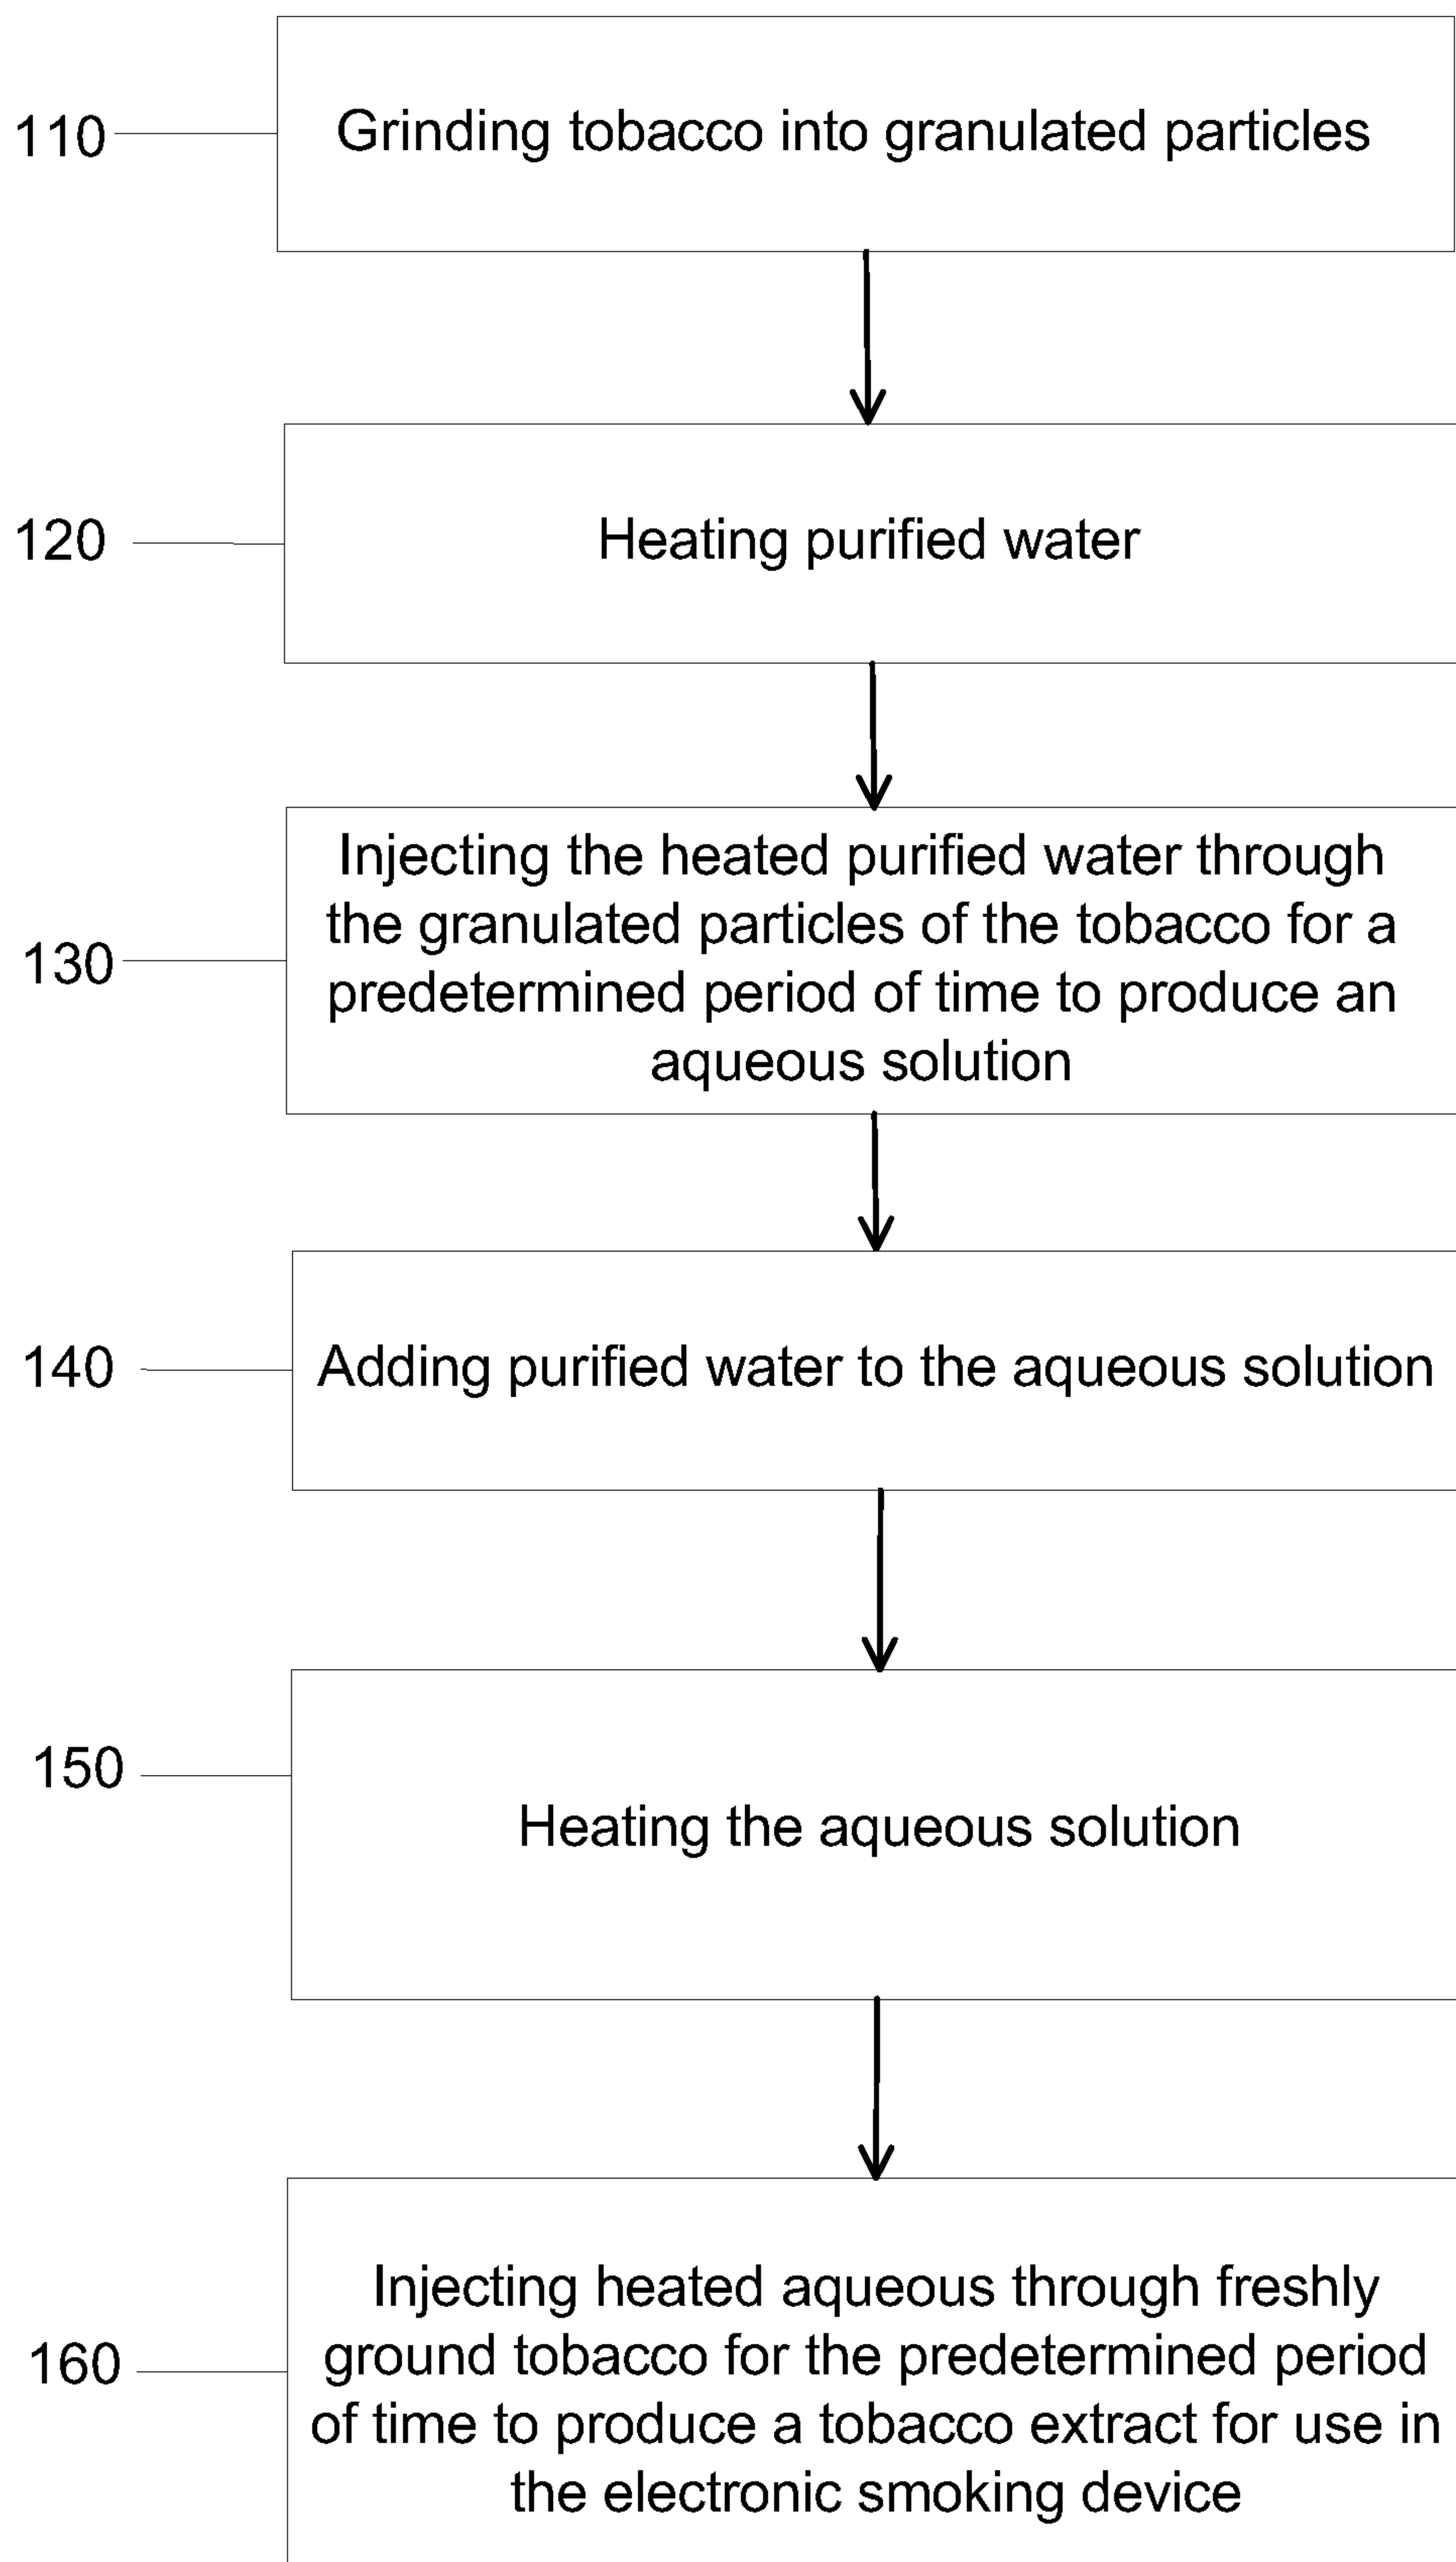 110
Grinding tobacco into granulated particles
120
Heating purified water
130
Injecting the heated purified water through
the granulated particles of the tobacco for a
predetermined period of time to produce an
aqueous solution
140
Adding purified water to the aqueous solution
150
Heating the aqueous solution
160
Injecting heated aqueous through freshly
ground tobacco for the predetermined period
of time to produce a tobacco extract for use in
the electronic smoking device